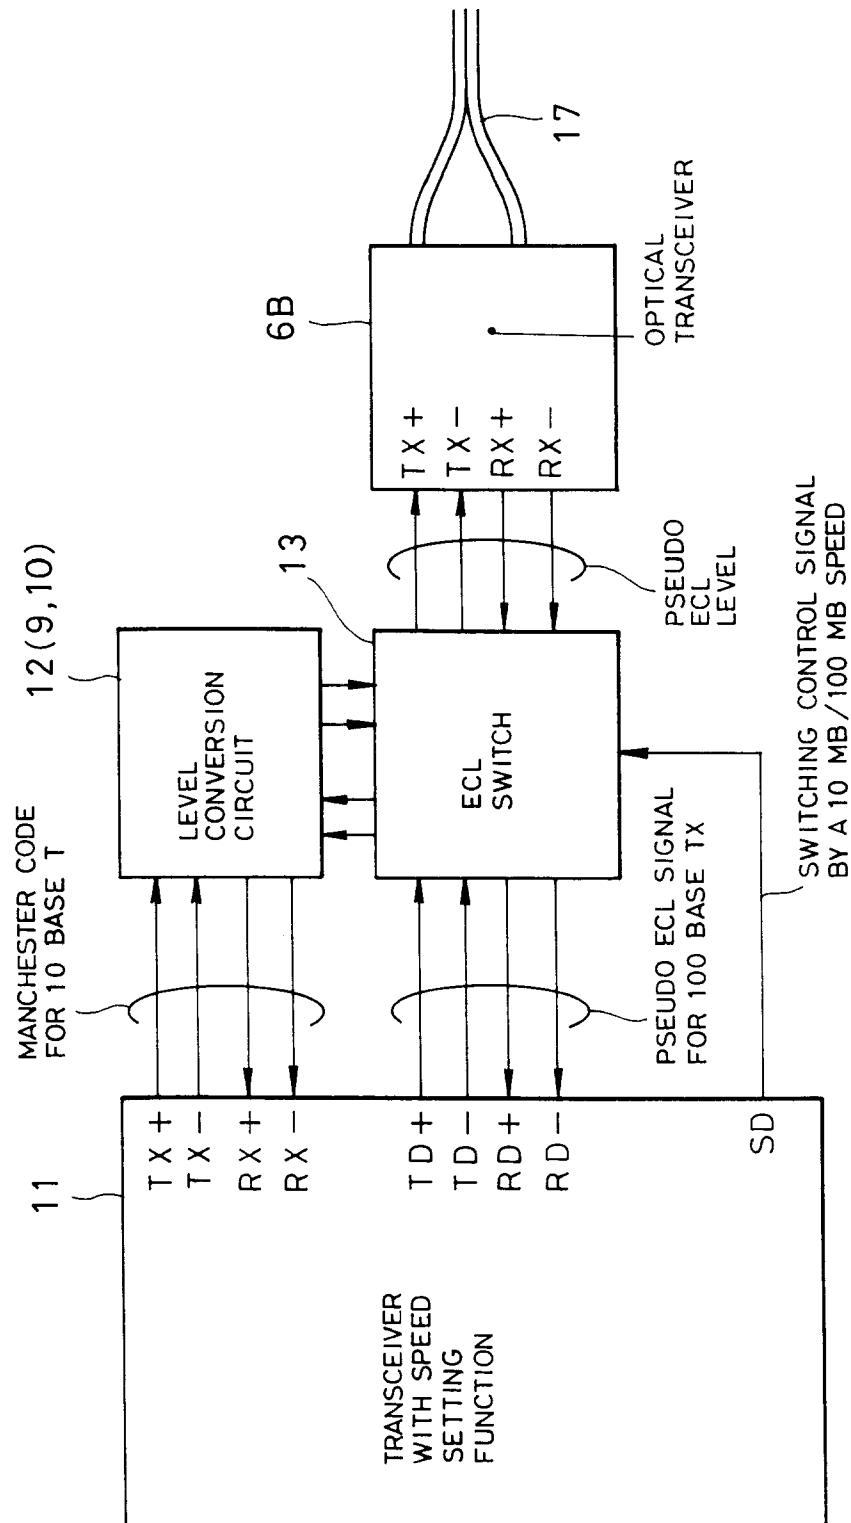 11
TRANSCEIVER
WITH SPEED
SETTING
FUNCTION
TX+
TX-
RX+
RX-
TD+
TD-
RD+
RD-
SD
MANCHESTER CODE
FOR 10 BASE T
12(9,10)
LEVEL
CONVERSION
CIRCUIT
13
ECL
SWITCH
PSEUDO ECL SIGNAL
FOR 100 BASE TX
SWITCHING CONTROL SIGNAL
BY A 10 MB/100 MB SPEED
PSEUDO
ECL
LEVEL
6B
TX+
TX-
RX+
RX-
OPTICAL
TRANSCEIVER
17